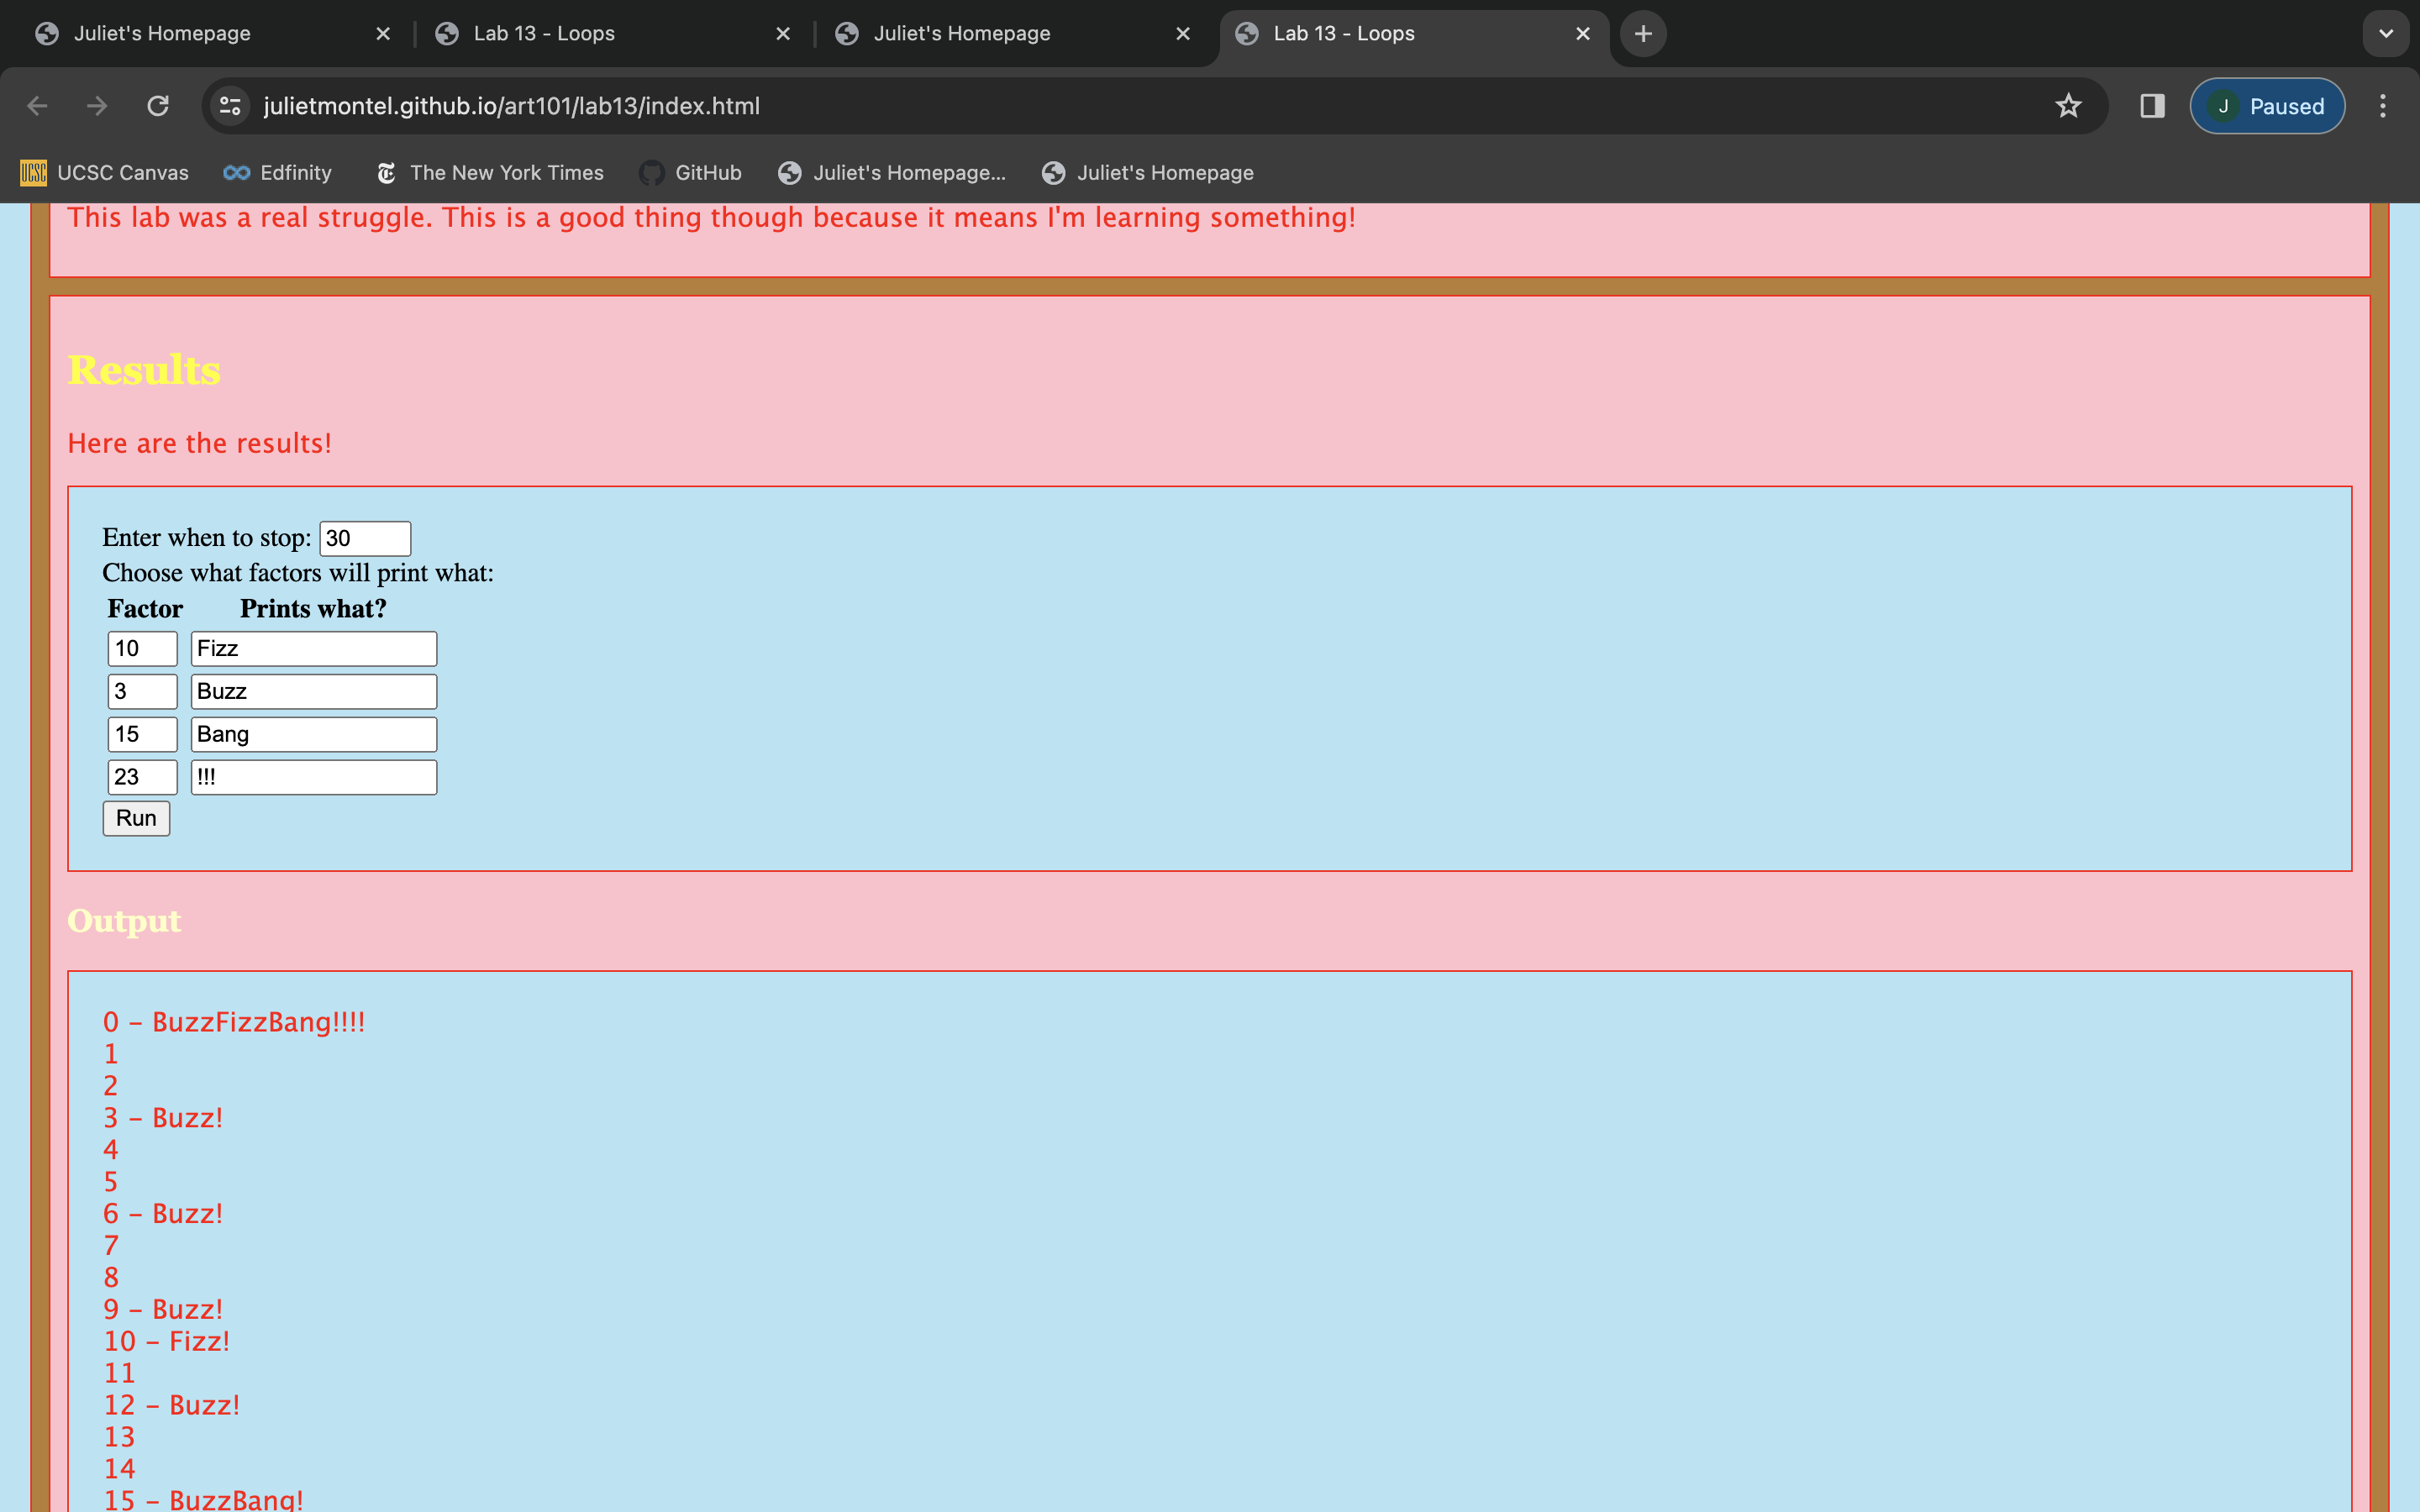 Juliet's Homepage
Lab 13 - Loops
Juliet's Homepage
Lab 13 - Loops
julietmontel.github.io/art101/lab13/index.html
J Paused
UCSC UCSC Canvas
Edfinity
The New York Times
GitHub
Juliet's Homepage...
Juliet's Homepage
This lab was a real struggle. This is a good thing though because it means I'm learning something!
Results
Here are the results!
Enter when to stop: 30
Choose what factors will print what:
Factor Prints what?
10 Fizz
3 Buzz
15 Bang
23 !!!
Run
Output
0 – BuzzFizzBang!!!!
1
2
3 – Buzz!
4
5
6 – Buzz!
7
8
9 – Buzz!
10 – Fizz!
11
12 – Buzz!
13
14
15 – BuzzBang!